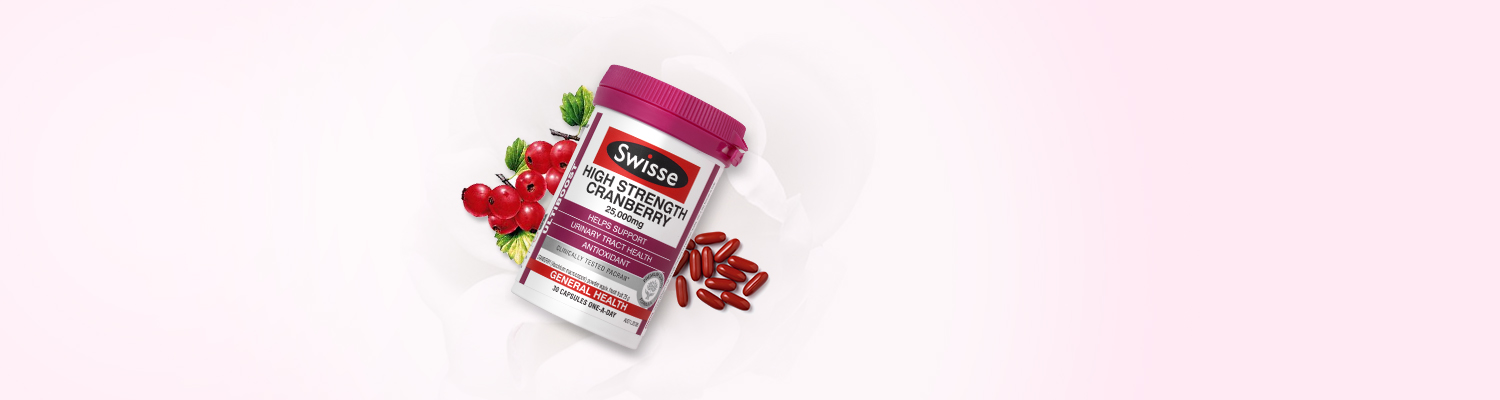 Swisse
HIGH STRENGTH
CRANBERRY
25,000mg
HELPS SUPPORT
URINARY TRACT HEALTH
ANTIOXIDANT
CLINICALLY TESTED PACRAN
GENERAL HEALTH
30 CAPSULES ONE-A-DAY
ULTIBOOST